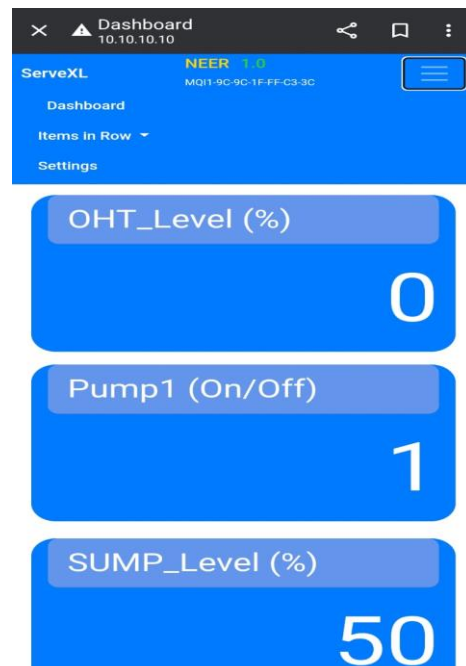 Dashboard
10.10.10.10
ServeXL
NEER 1.0
MQI1-9C-9C-1F-FF-C3-3C
Dashboard
Items in Row
Settings
OHT_Level (%)
0
Pump1 (On/Off)
1
SUMP_Level (%)
50